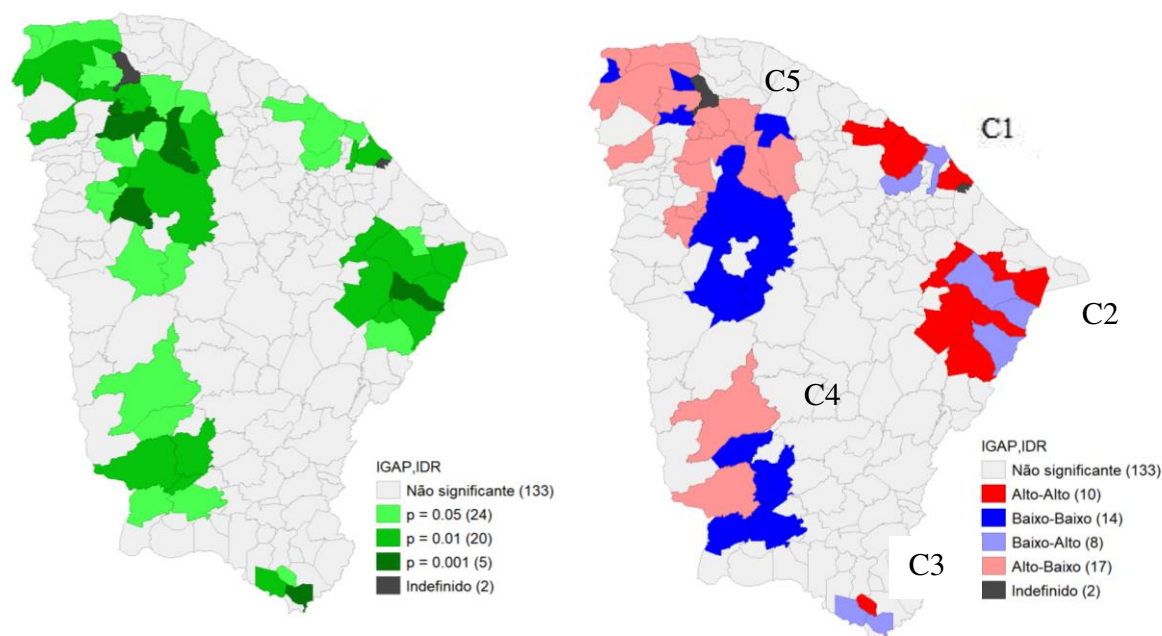 IGAP,IDR
Não significante (133)
p = 0.05 (24)
p = 0.01 (20)
p = 0.001 (5)
Indefinido (2)
C5
C1
C2
C4
C3
IGAP,IDR
Não significante (133)
Alto-Alto (10)
Baixo-Baixo (14)
Baixo-Alto (8)
Alto-Baixo (17)
Indefinido (2)